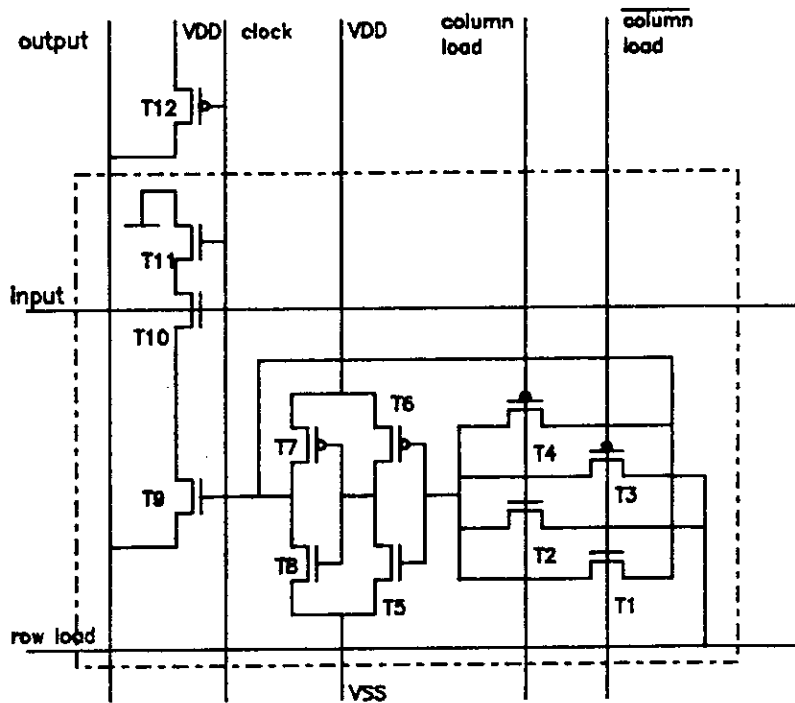 output
VDD
clock
VDD
column
load
column
load
T12
T11
input
T10
T6
T7
T4
T3
T9
T2
T8
T5
T1
row load
VSS